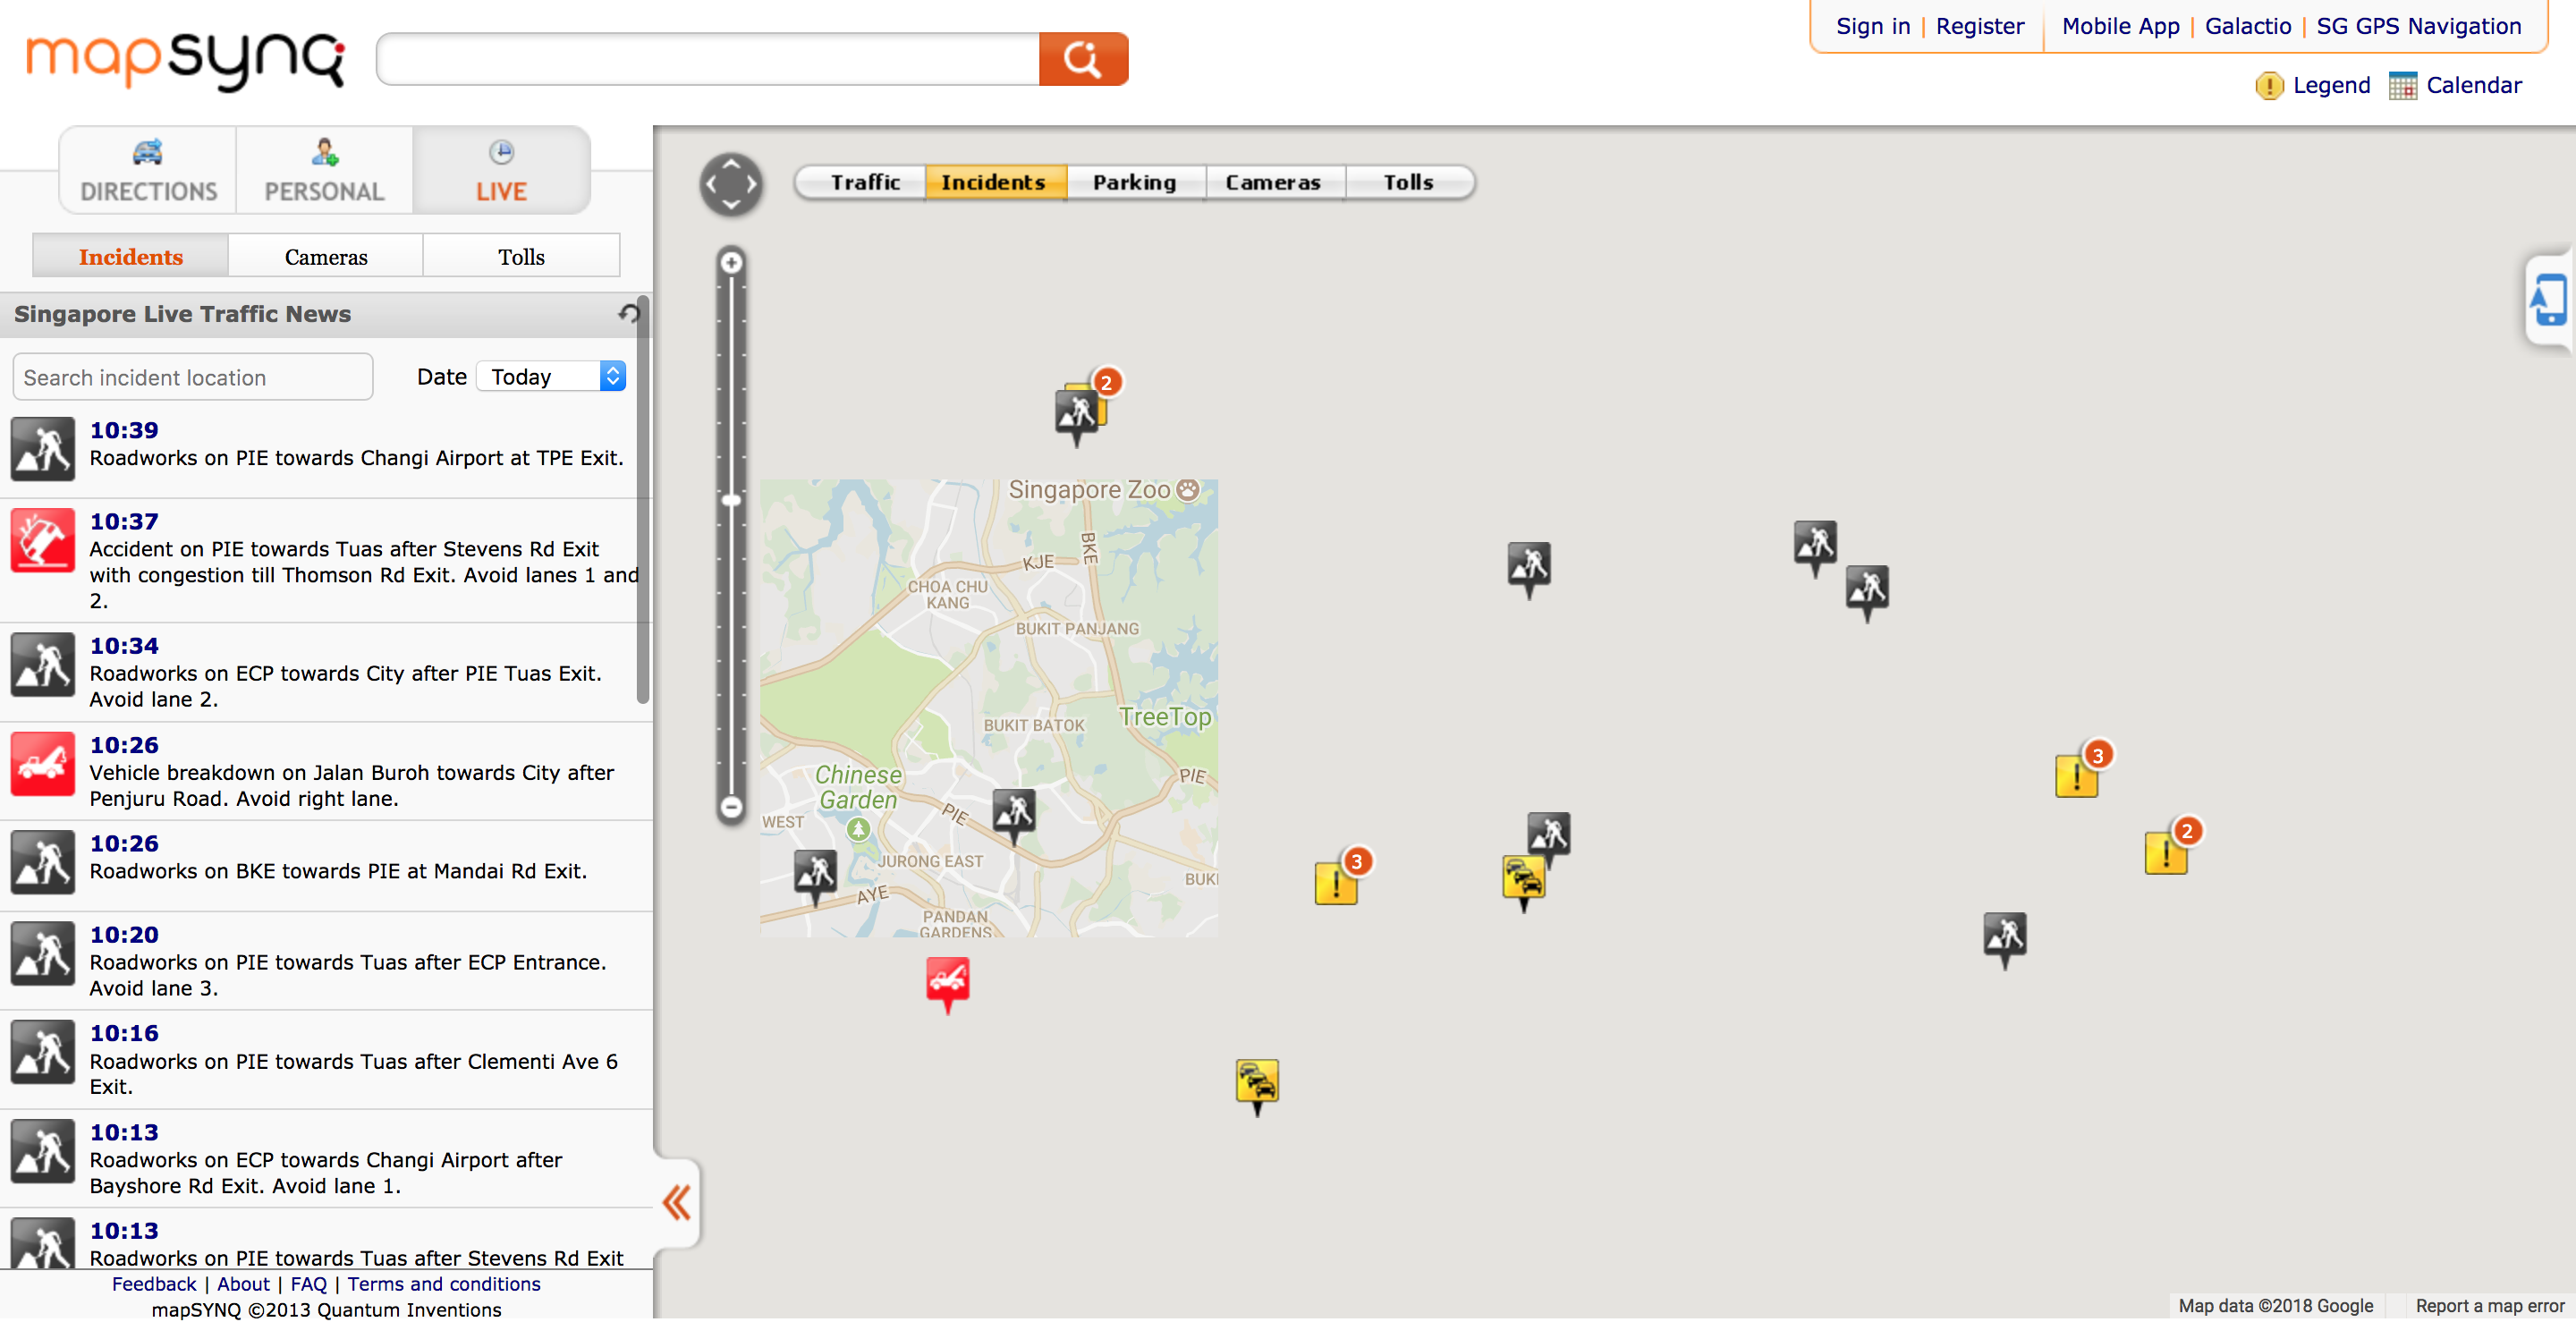 mapsynq
Sign in | Register
Mobile App | Galactio | SG GPS Navigation
Legend
Calendar
DIRECTIONS
PERSONAL
LIVE
Incidents
Cameras
Tolls
Singapore Live Traffic News
Search incident location
Date
Today
10:39
Roadworks on PIE towards Changi Airport at TPE Exit.
10:37
Accident on PIE towards Tuas after Stevens Rd Exit
with congestion till Thomson Rd Exit. Avoid lanes 1 and
2.
10:34
Roadworks on ECP towards City after PIE Tuas Exit.
Avoid lane 2.
10:26
Vehicle breakdown on Jalan Buroh towards City after
Penjuru Road. Avoid right lane.
10:26
Roadworks on BKE towards PIE at Mandai Rd Exit.
10:20
Roadworks on PIE towards Tuas after ECP Entrance.
Avoid lane 3.
10:16
Roadworks on PIE towards Tuas after Clementi Ave 6
Exit.
10:13
Roadworks on ECP towards Changi Airport after
Bayshore Rd Exit. Avoid lane 1.
10:13
Roadworks on PIE towards Tuas after Stevens Rd Exit
Feedback | About | FAQ | Terms and conditions
mapSYNQ ©2013 Quantum Inventions
Traffic
Incidents
Parking
Cameras
Tolls
2
Singapore Zoo
BKE
KJE
CHOA CHU
KANG
BUKIT PANJANG
TreeTop
BUKIT BATOK
Chinese
Garden
PIE
PIE
WEST
JURONG EAST
BUKI
AYE
PANDAN
GARDENS
3
3
2
Map data ©2018 Google
Report a map error